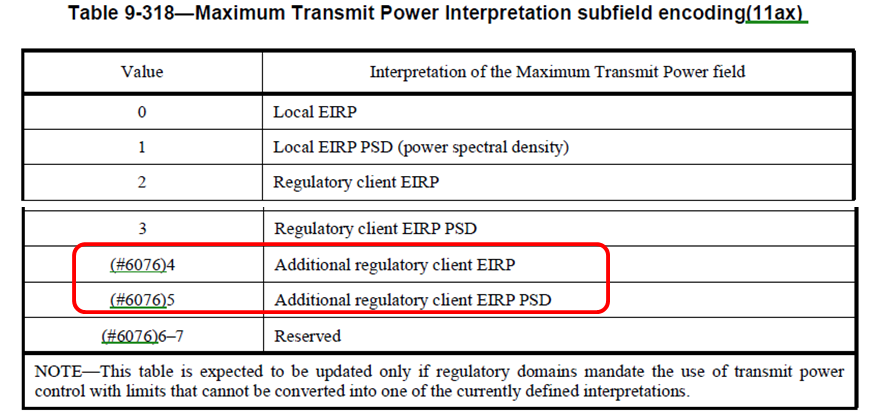 Table 9-318—Maximum Transmit Power Interpretation subfield encoding(11ax)
Value Interpretation of the Maximum Transmit Power field
0 Local EIRP
1 Local EIRP PSD (power spectral density)
2 Regulatory client EIRP
3 Regulatory client EIRP PSD
(#6076)4 Additional regulatory client EIRP
(#6076)5 Additional regulatory client EIRP PSD
(#6076)6–7 Reserved
NOTE—This table is expected to be updated only if regulatory domains mandate the use of transmit power
control with limits that cannot be converted into one of the currently defined interpretations.